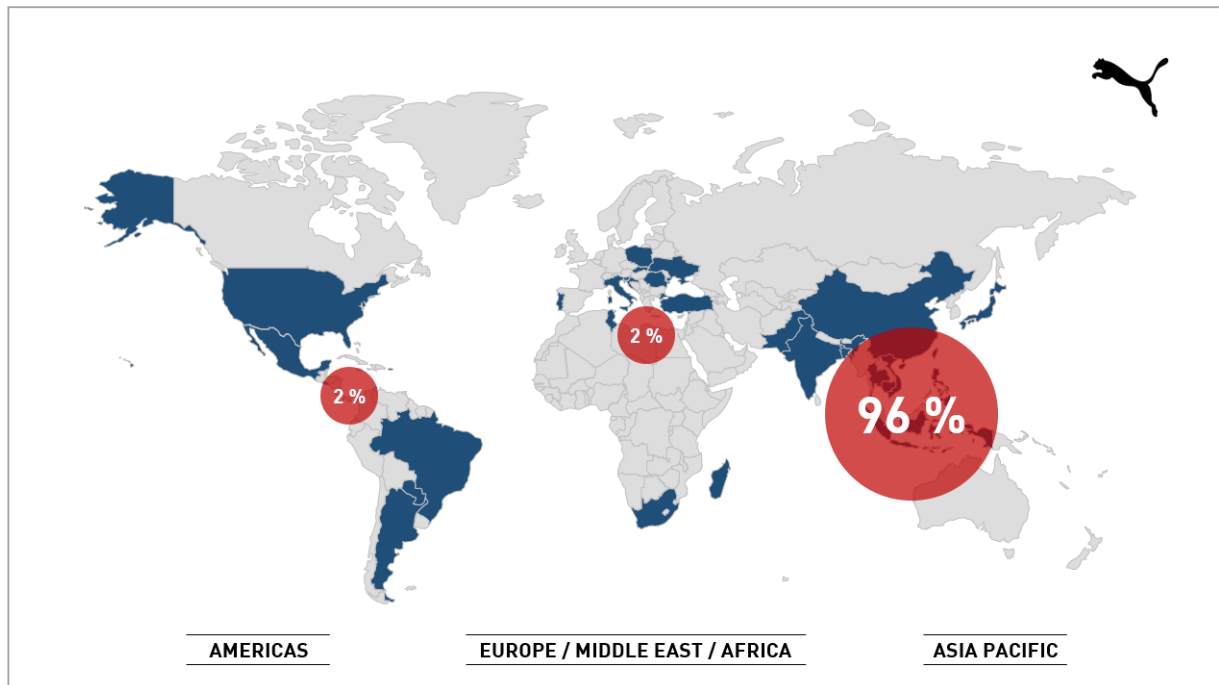 2 %
2 %
96 %
AMERICAS
EUROPE / MIDDLE EAST / AFRICA
ASIA PACIFIC